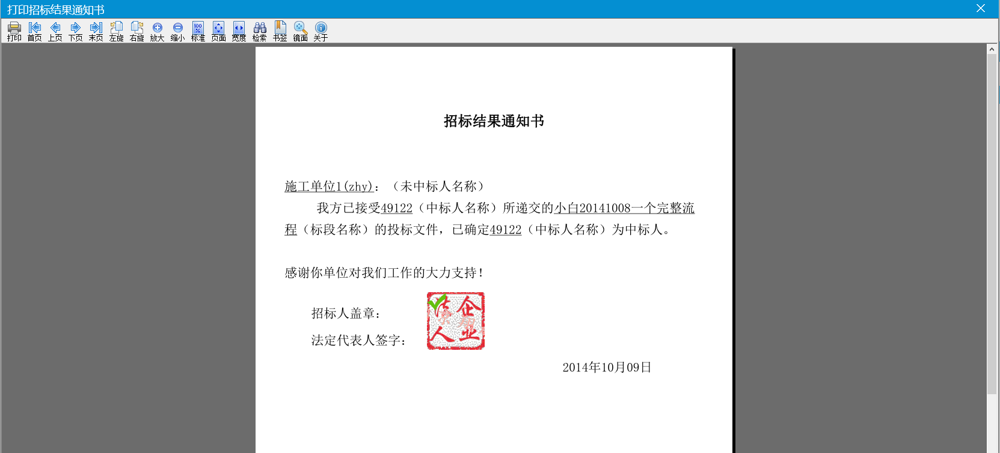 打印招标结果通知书
打印 首页 上页 下页 末页 左旋 右旋 放大 缩小 标准 页面 宽度 检索 书签 镜面 关于
招标结果通知书
施工单位1(zhy)：（未中标人名称）
我方已接受49122（中标人名称）所递交的小白20141008一个完整流
程（标段名称）的投标文件，已确定49122（中标人名称）为中标人。
感谢你单位对我们工作的大力支持！
招标人盖章：
企业
法人
法定代表人签字：
2014年10月09日